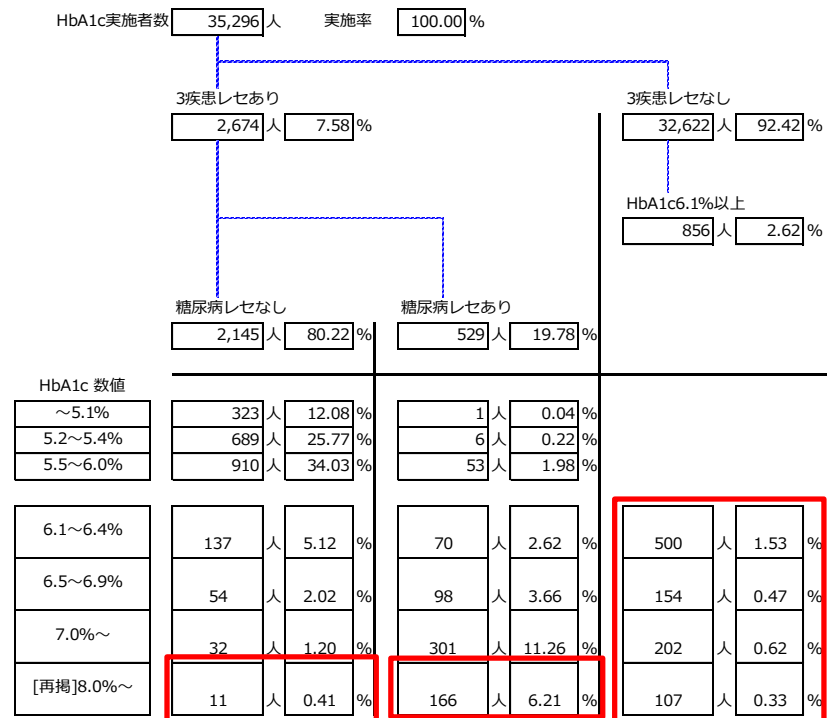 HbA1c実施者数 35,296 人 実施率 100.00 %
3疾患レセあり 3疾患レセなし
2,674 人 7.58 % 32,622 人 92.42 %
HbA1c6.1%以上
856 人 2.62 %
糖尿病レセなし 糖尿病レセあり
2,145 人 80.22 % 529 人 19.78 %
HbA1c 数値
～5.1% 323 人 12.08 % 1 人 0.04 %
5.2～5.4% 689 人 25.77 % 6 人 0.22 %
5.5～6.0% 910 人 34.03 % 53 人 1.98 %
6.1～6.4% 137 人 5.12 % 70 人 2.62 % 500 人 1.53 %
6.5～6.9% 54 人 2.02 % 98 人 3.66 % 154 人 0.47 %
7.0%～ 32 人 1.20 % 301 人 11.26 % 202 人 0.62 %
[再掲]8.0%～ 11 人 0.41 % 166 人 6.21 % 107 人 0.33 %